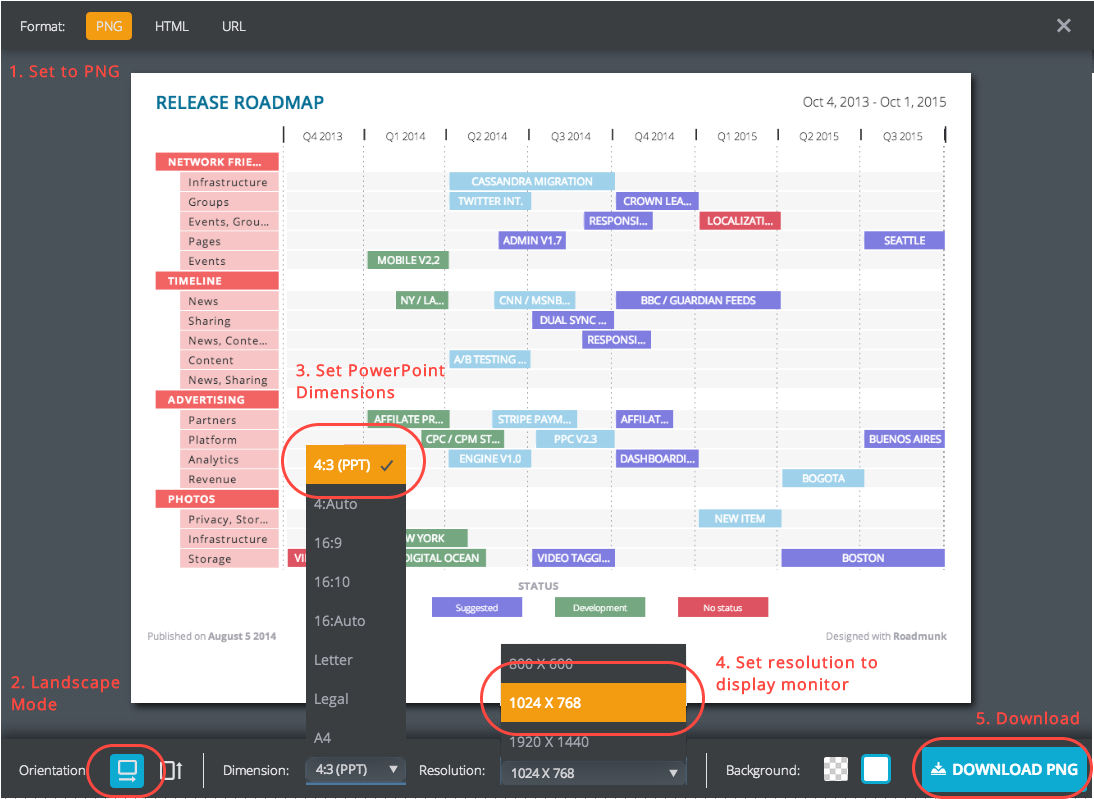 Format: PNG HTML URL
1. Set to PNG
RELEASE ROADMAP
Oct 4, 2013 - Oct 1, 2015
Q4 2013 Q1 2014 Q2 2014 Q3 2014 Q4 2014 Q1 2015 Q2 2015 Q3 2015
NETWORK FRIE...
Infrastructure CASSANDRA MIGRATION
Groups TWITTER INT. CROWN LEA...
Events, Grou... RESPONSI... LOCALIZATI...
Pages ADMIN V1.7 SEATTLE
Events MOBILE V2.2
TIMELINE
News NY / LA... CNN / MSNB... BBC / GUARDIAN FEEDS
Sharing DUAL SYNC ...
News, Conte... RESPONSI...
Content A/B TESTING ...
News, Sharing
3. Set PowerPoint
Dimensions
ADVERTISING
Partners AFFILATE PR... STRIPE PAYM... AFFILAT...
Platform CPC / CPM ST... PPC V2.3 BUENOS AIRES
Analytics ENGINE V1.0 DASHBOARDI...
Revenue BOGOTA
PHOTOS
Privacy, Stor... NEW ITEM
Infrastructure W YORK
Storage VI DIGITAL OCEAN VIDEO TAGGI... BOSTON
4:3 (PPT)
4:Auto
16:9
16:10
16:Auto
Letter
Legal
A4
STATUS
Suggested Development No status
Published on August 5 2014
Designed with Roadmunk
800 X 600
1024 X 768
1920 X 1440
4. Set resolution to
display monitor
2. Landscape
Mode
5. Download
Orientation Dimension: 4:3 (PPT) Resolution: 1024 X 768 Background: DOWNLOAD PNG